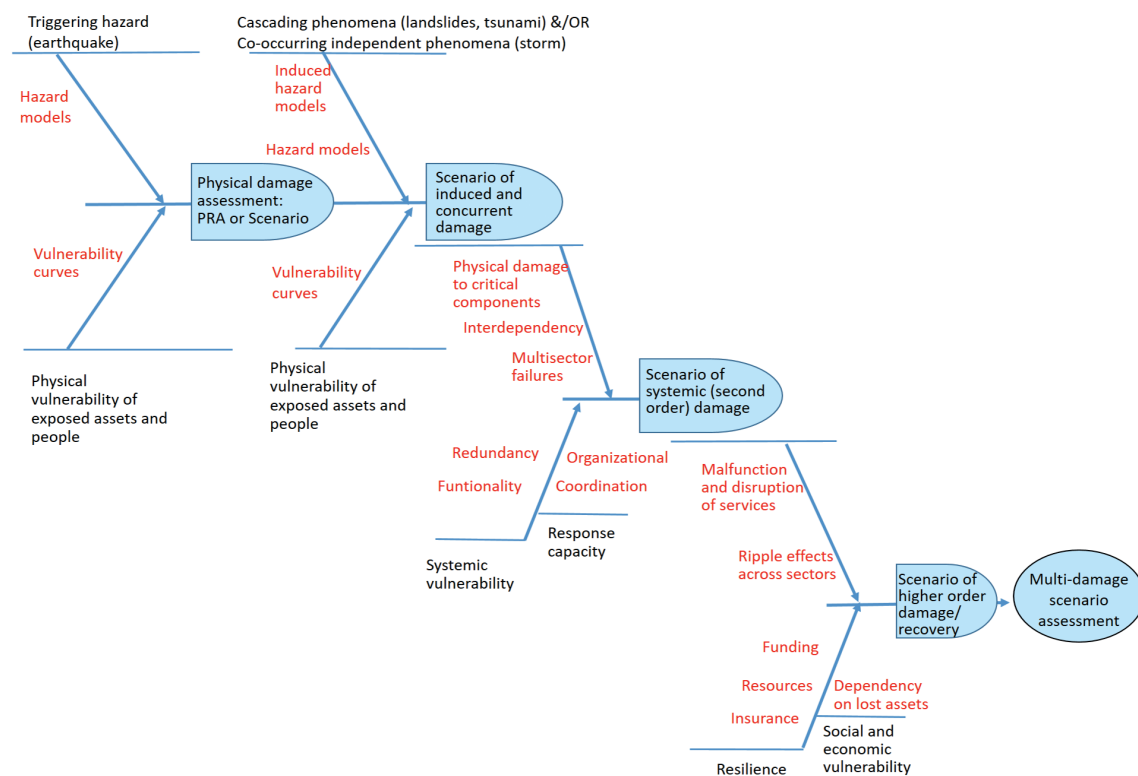 Triggering hazard
(earthquake)
Cascading phenomena (landslides, tsunami) &/OR
Co-occurring independent phenomena (storm)
Hazard
models
Induced
hazard
models
Hazard models
Physical damage
assessment:
PRA or Scenario
Scenario of
induced and
concurrent
damage
Vulnerability
curves
Vulnerability
curves
Physical
vulnerability of
exposed assets and
people
Physical
vulnerability of
exposed assets and
people
Physical damage
to critical
components
Interdependency
Multisector
failures
Scenario of
systemic (second
order) damage
Redundancy
Funtionality
Organizational
Coordination
Systemic
vulnerability
Response
capacity
Malfunction
and disruption
of services
Ripple effects
across sectors
Scenario of
higher order
damage/
recovery
Multi-damage
scenario
assessment
Funding
Resources
Insurance
Dependency
on lost assets
Resilience
Social and
economic
vulnerability